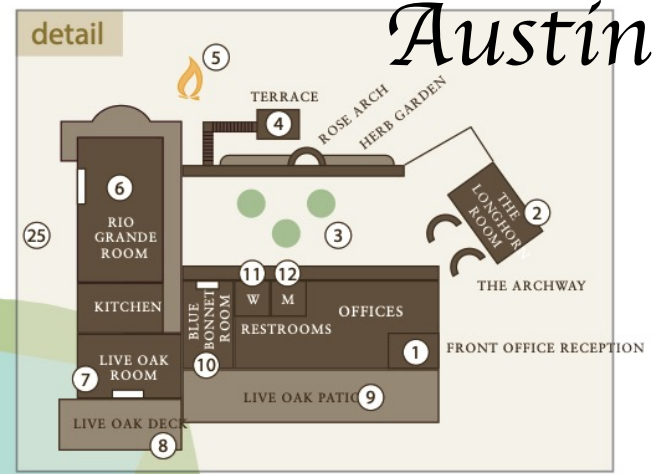 Austin
detail
5
TERRACE
4
ROSE ARCH
HERB GARDEN
6
RIO
GRANDE
ROOM
25
3
2
THE
LONGHORN
ROOM
THE ARCHWAY
11
12
W
M
KITCHEN
BLUE
BONNET
ROOM
10
RESTROOMS
OFFICES
1
FRONT OFFICE RECEPTION
LIVE OAK
ROOM
7
LIVE OAK PATIO
9
LIVE OAK DECK
8